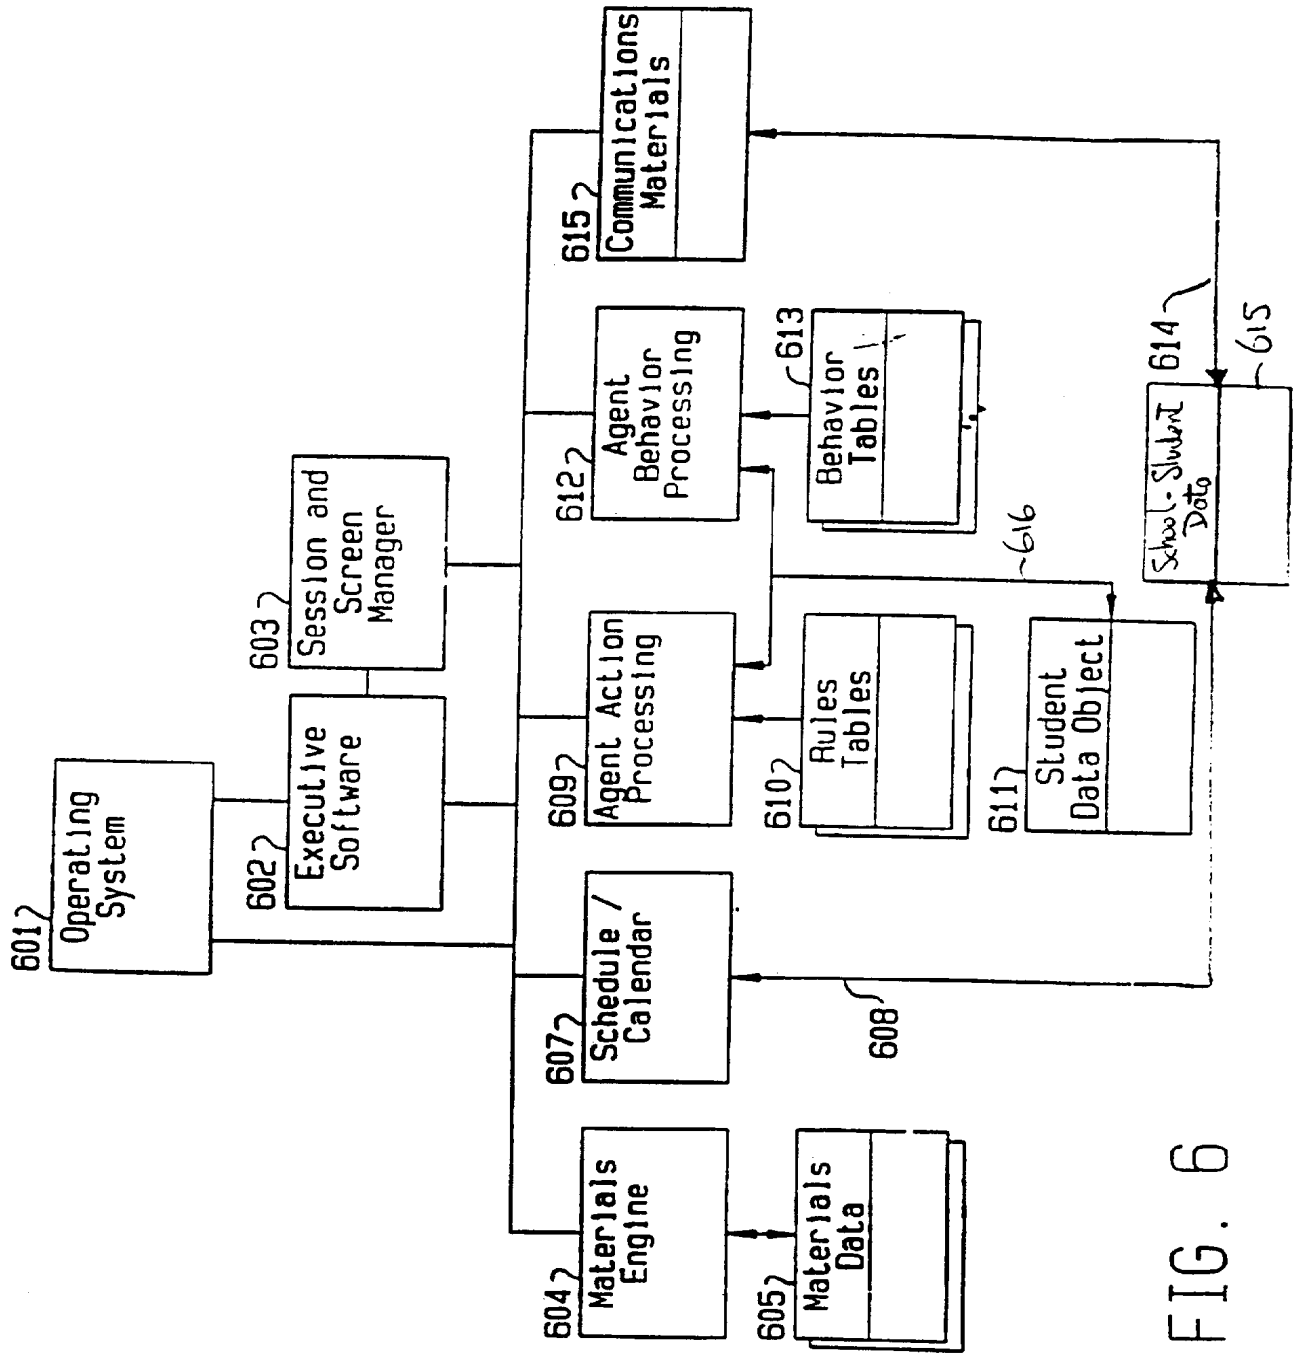 601
Operating
System
602
Executive
Software
603
Session and
Screen
Manager
604
Materials
Engine
607
Schedule /
Calendar
609
Agent Action
Processing
612
Agent
Behavior
Processing
615
Communications
Materials
605
Materials
Data
608
610
Rules
Tables
613
Behavior
Tables
611
Student
Data Object
616
614
School-Student
Data
615
FIG. 6